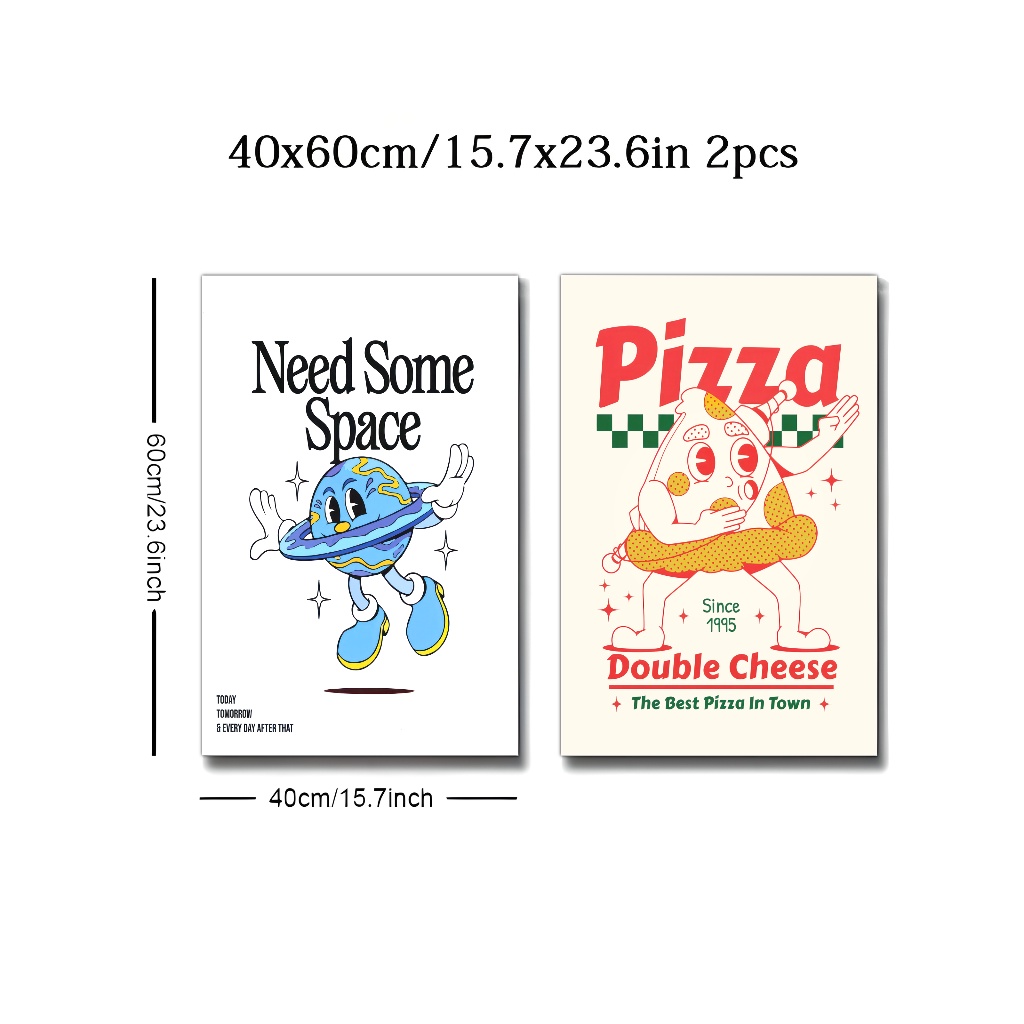 40x60cm/15.7x23.6in 2pcs
60cm/23.6inch
Need Some
Space
TODAY
TOMORROW
& EVERY DAY AFTER THAT
40cm/15.7inch
Pizza
Since
1995
Double Cheese
The Best Pizza In Town